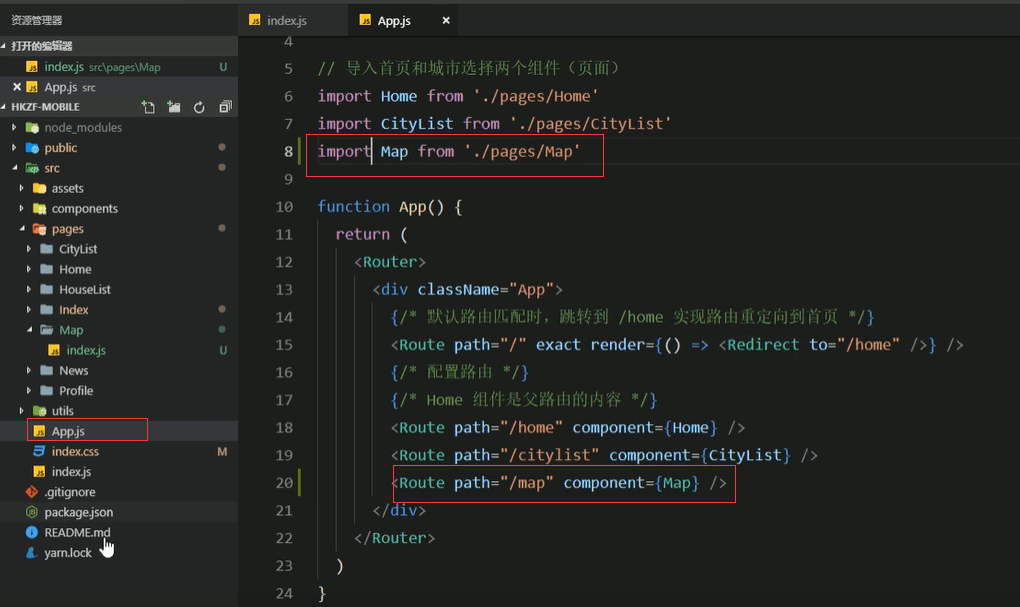 资源管理器
打开的编辑器
index.js src\pages\Map U
App.js src
HKZF-MOBILE
node_modules
public
src
assets
components
pages
CityList
Home
HouseList
Index
Map
index.js U
News
Profile
utils
App.js
index.css M
index.js
.gitignore
package.json
README.md
yarn.lock
index.js App.js
4
5 // 导入首页和城市选择两个组件（页面）
6 import Home from './pages/Home'
7 import CityList from './pages/CityList'
8 import Map from './pages/Map'
9
10 function App() {
11 return (
12 <Router>
13 <div className="App">
14 {/* 默认路由匹配时，跳转到 /home 实现路由重定向到首页 */}
15 <Route path="/" exact render={() => <Redirect to="/home" />} />
16 {/* 配置路由 */}
17 {/* Home 组件是父路由的内容 */}
18 <Route path="/home" component={Home} />
19 <Route path="/citylist" component={CityList} />
20 <Route path="/map" component={Map} />
21 </div>
22 </Router>
23 )
24 }